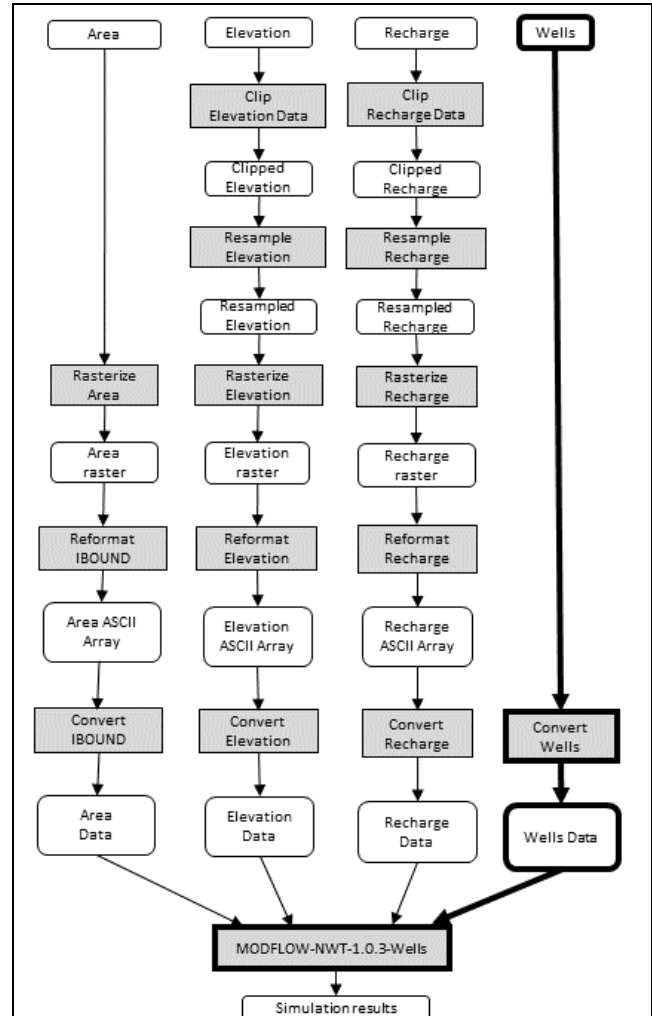 Area
Elevation
Recharge
Wells
Clip
Elevation Data
Clip
Recharge Data
Clipped
Elevation
Clipped
Recharge
Resample
Elevation
Resample
Recharge
Resampled
Elevation
Resampled
Recharge
Rasterize
Area
Rasterize
Elevation
Rasterize
Recharge
Area
raster
Elevation
raster
Recharge
raster
Reformat
IBOUND
Reformat
Elevation
Reformat
Recharge
Area ASCII
Array
Elevation
ASCII Array
Recharge
ASCII Array
Convert
IBOUND
Convert
Elevation
Convert
Recharge
Convert
Wells
Area
Data
Elevation
Data
Recharge
Data
Wells Data
MODFLOW-NWT-1.0.3-Wells
Simulation results